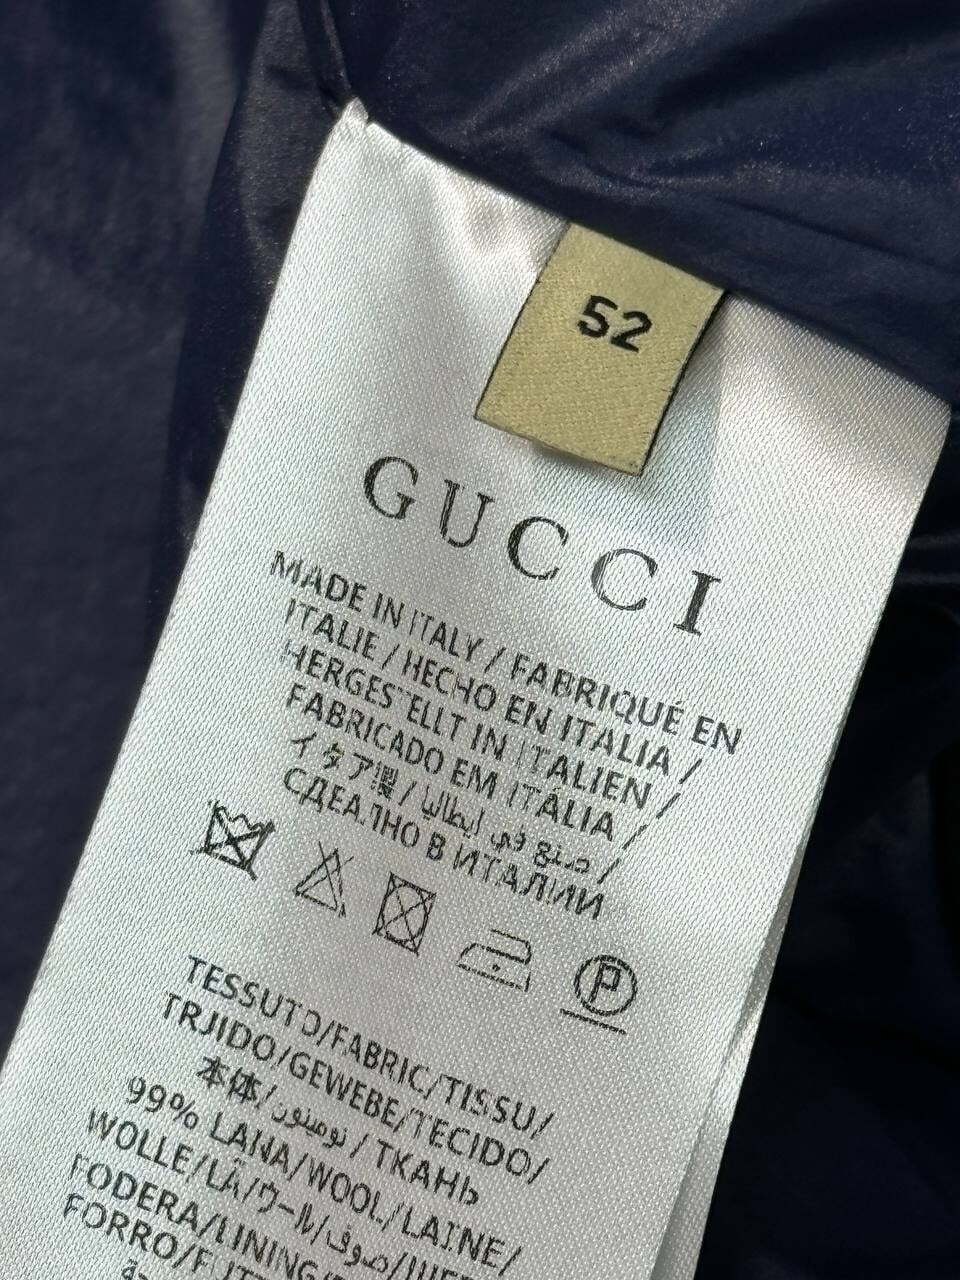 52
GUCCI
MADE IN ITALY / FABRIQUÉ EN
ITALIE / HECHO EN ITALIA /
HERGESTELLT IN ITALIEN /
FABRICADO EM ITÁLIA /
イタリア製 / صنع في إيطاليا /
СДЕЛАНО В ИТАЛИИ
P
TESSUTO/FABRIC/TISSU/
TRJIDO/GEWEBE/TECIDO/
本体/ / ТКАНЬ
99% LANA/WOOL/LAINE/
WOLLE/LÃ/ウール/صوف/
FODERA/LINING/
FORRO/